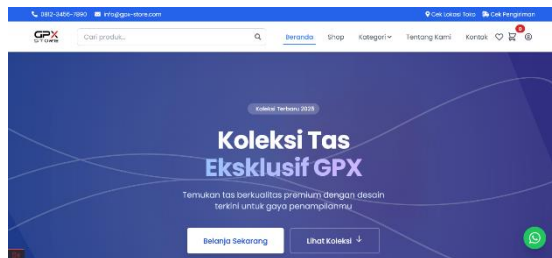 0812-3456-7890 info@gpx-store.com Cek Lokasi Toko Cek Pengiriman
GPX
STORE
Cari produk... Beranda Shop Kategori Tentang Kami Kontak 0
Koleksi Terbaru 2025
Koleksi Tas
Eksklusif GPX
Temukan tas berkualitas premium dengan desain
terkini untuk gaya penampilanmu
Belanja Sekarang Lihat Koleksi ↓